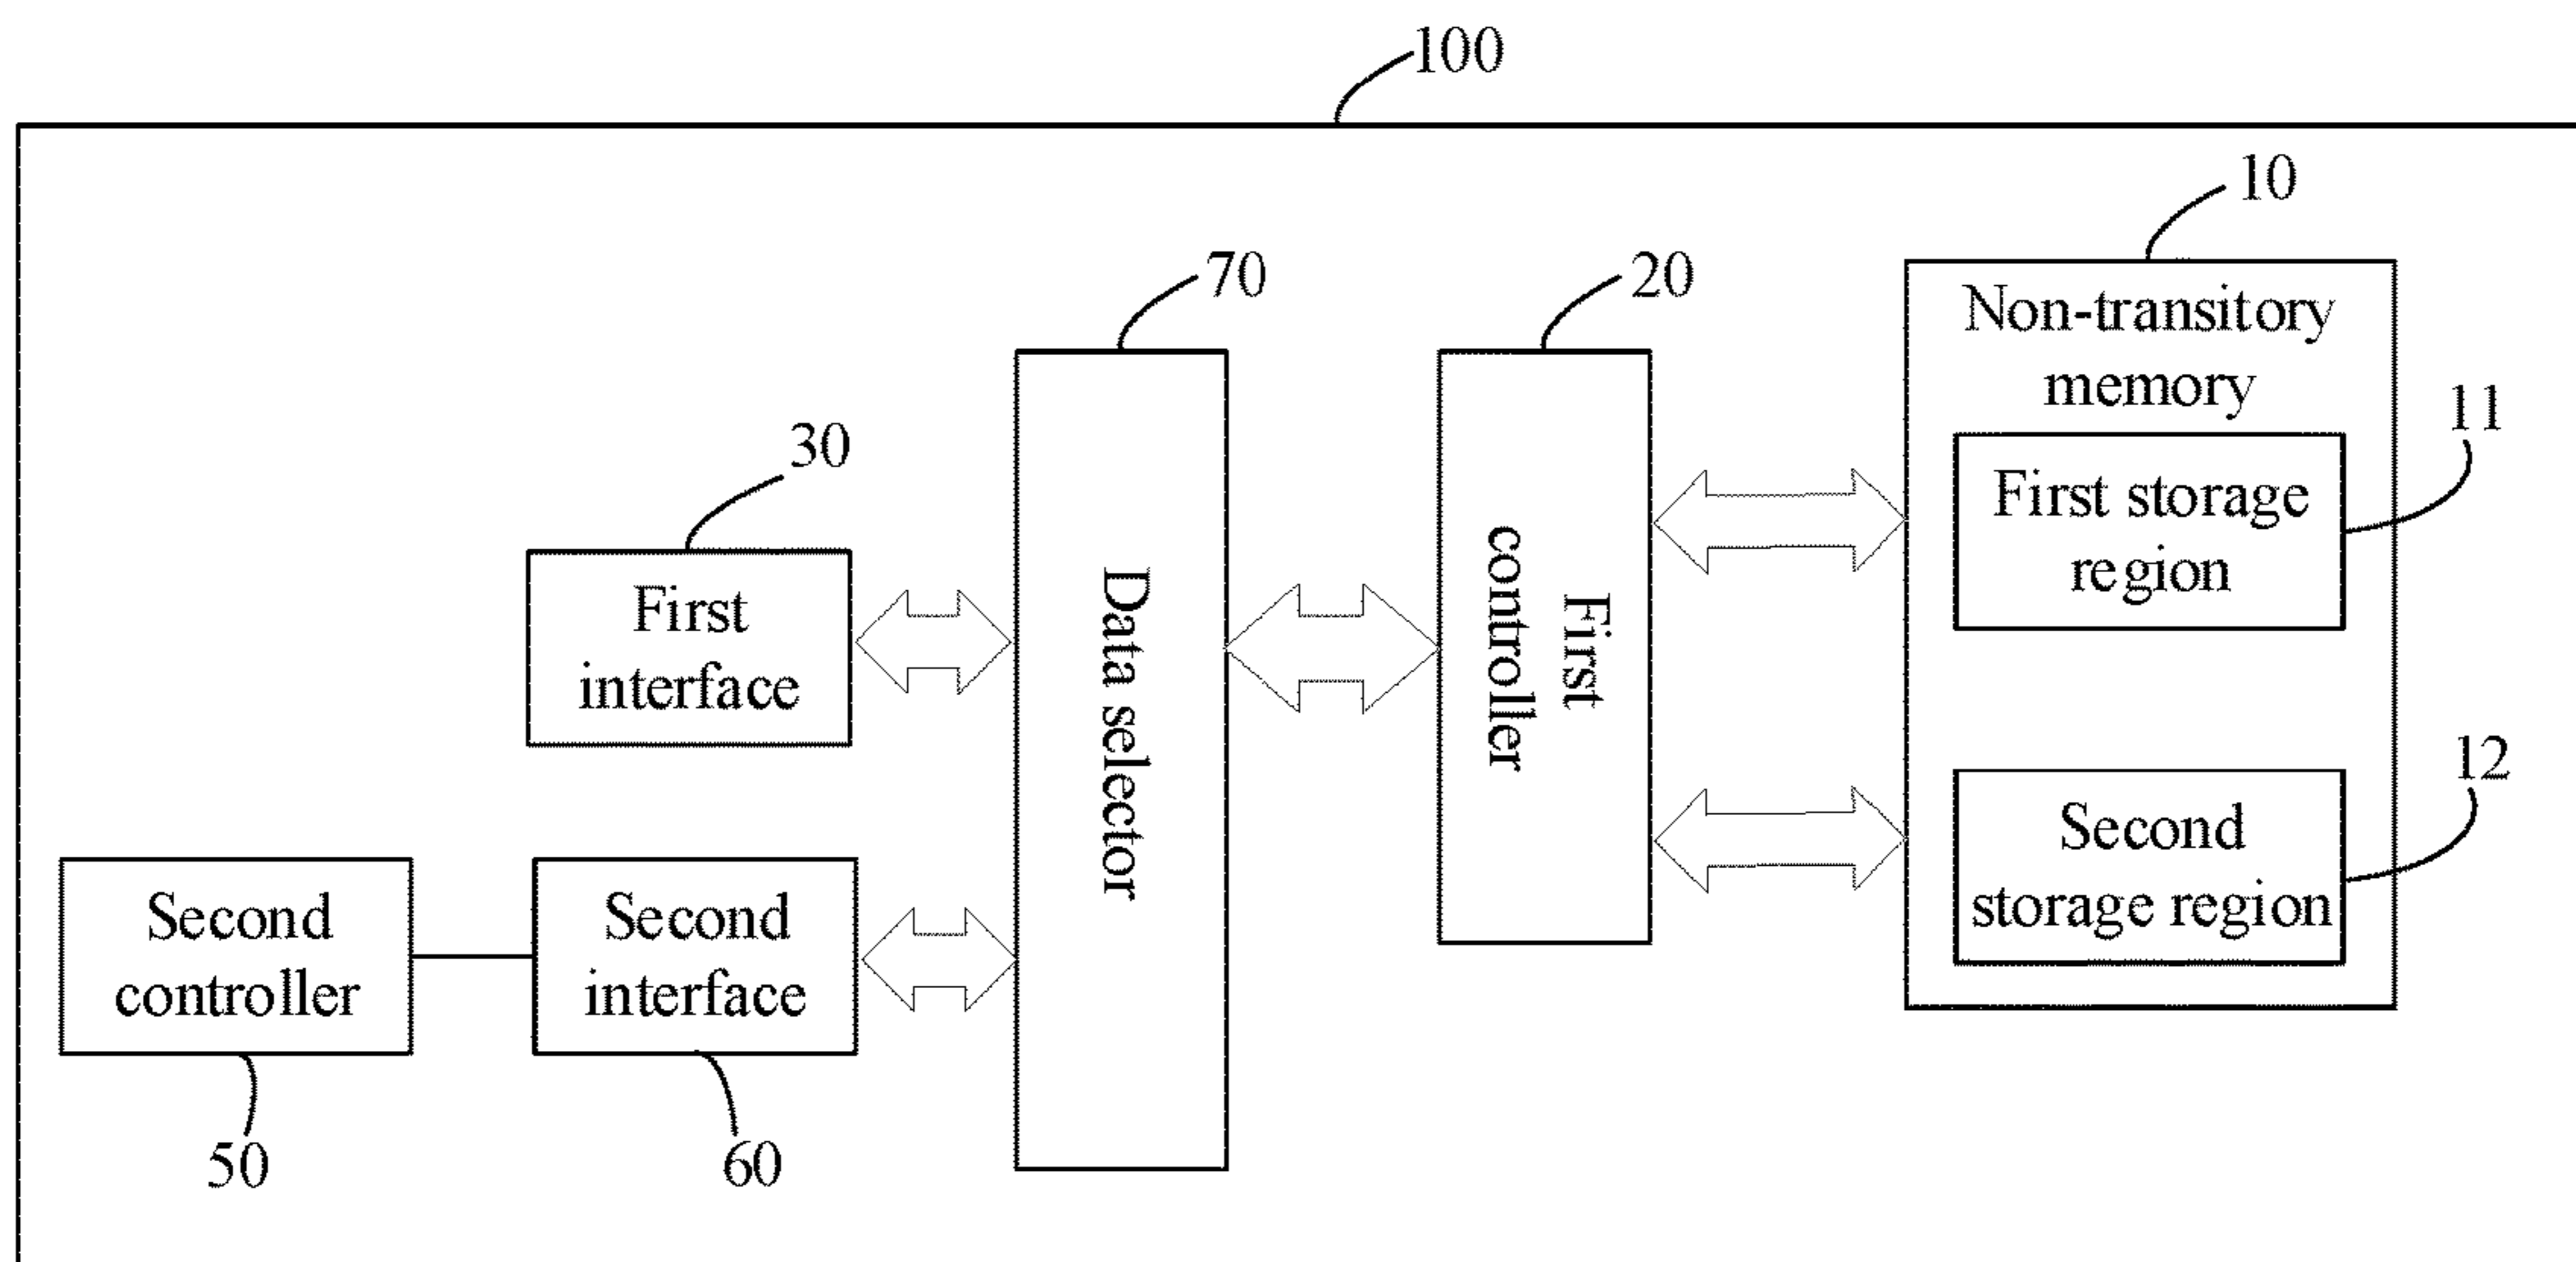 100
10
70
20
Non-transitory
memory
11
30
First storage
region
First
controller
Data selector
First
interface
12
Second
storage region
Second
controller
Second
interface
50
60